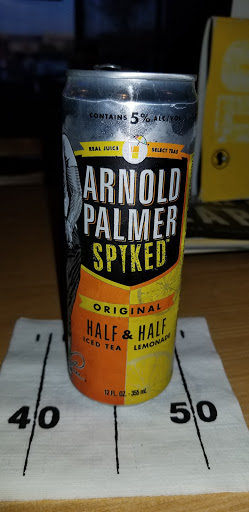 CONTAINS 5% ALC/VOL
REAL JUICE SELECT TEAS
ARNOLD
PALMER
SPIKED
ORIGINAL
HALF & HALF
ICED TEA LEMONADE
12 FL. OZ. - 355 mL
40 50